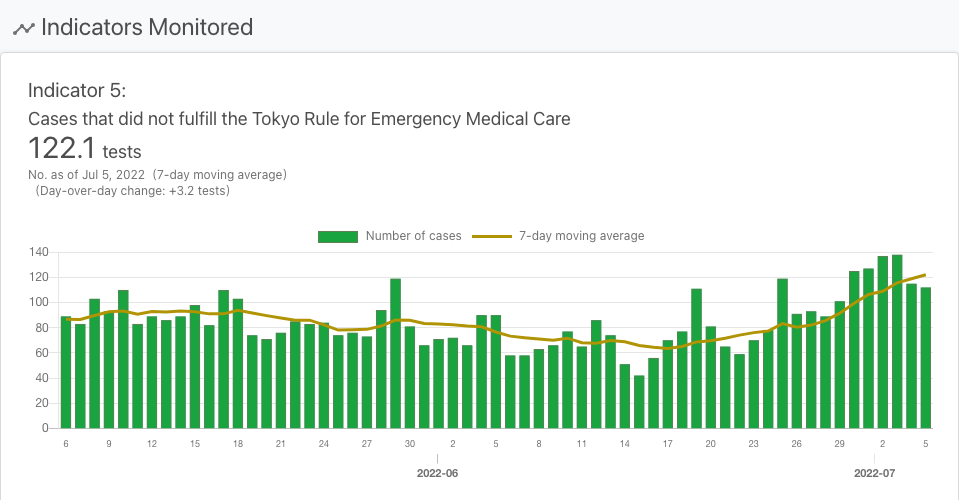 Indicators Monitored
Indicator 5:
Cases that did not fulfill the Tokyo Rule for Emergency Medical Care
122.1 tests
No. as of Jul 5, 2022 (7-day moving average)
(Day-over-day change: +3.2 tests)
Number of cases 7-day moving average
140
120
100
80
60
40
20
0
6 9 12 15 18 21 24 27 30 2 5 8 11 14 17 20 23 26 29 2 5
2022-06 2022-07